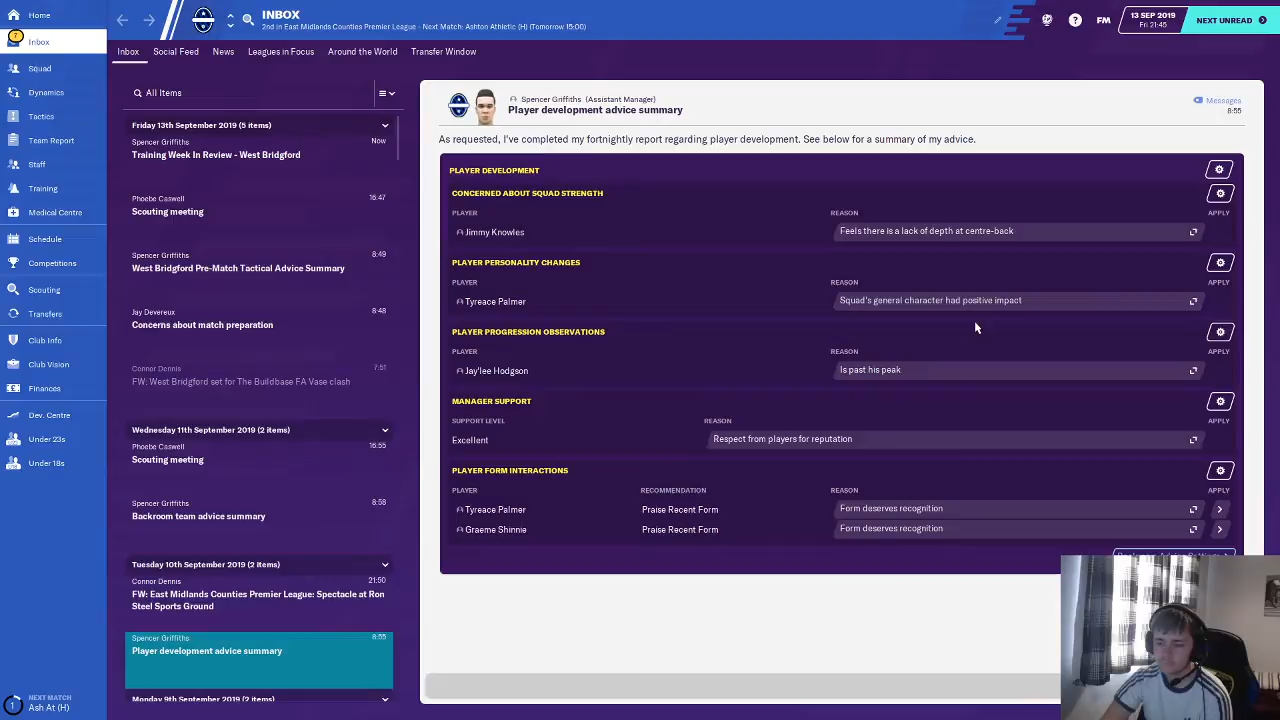 Home
7
Inbox
Squad
Dynamics
Tactics
Team Report
Staff
Training
Medical Centre
Schedule
Competitions
Scouting
Transfers
Club Info
Club Vision
Finances
Dev. Centre
Under 23s
Under 18s
1
NEXT MATCH
Ash At (H)
INBOX
2nd in East Midlands Counties Premier League - Next Match: Ashton Athletic (H) (Tomorrow 15:00)
?
FM
13 SEP 2019
Fri 21:45
NEXT UNREAD
Inbox
Social Feed
News
Leagues in Focus
Around the World
Transfer Window
All Items
Friday 13th September 2019 (5 items)
Spencer Griffiths
Now
Training Week In Review - West Bridgford
Phoebe Caswell
16:47
Scouting meeting
Spencer Griffiths
8:49
West Bridgford Pre-Match Tactical Advice Summary
Jay Devereux
8:48
Concerns about match preparation
Connor Dennis
7:51
FW: West Bridgford set for The Buildbase FA Vase clash
Wednesday 11th September 2019 (2 items)
Phoebe Caswell
16:55
Scouting meeting
Spencer Griffiths
8:58
Backroom team advice summary
Tuesday 10th September 2019 (2 items)
Connor Dennis
21:50
FW: East Midlands Counties Premier League: Spectacle at Ron
Steel Sports Ground
Spencer Griffiths
8:55
Player development advice summary
Monday 9th September 2019 (2 items)
Spencer Griffiths (Assistant Manager)
Player development advice summary
Messages
8:55
As requested, I've completed my fortnightly report regarding player development. See below for a summary of my advice.
PLAYER DEVELOPMENT
CONCERNED ABOUT SQUAD STRENGTH
PLAYER
REASON
APPLY
Jimmy Knowles
Feels there is a lack of depth at centre-back
PLAYER PERSONALITY CHANGES
PLAYER
REASON
APPLY
Tyreace Palmer
Squad's general character had positive impact
PLAYER PROGRESSION OBSERVATIONS
PLAYER
REASON
APPLY
Jay'lee Hodgson
Is past his peak
MANAGER SUPPORT
SUPPORT LEVEL
REASON
APPLY
Excellent
Respect from players for reputation
PLAYER FORM INTERACTIONS
PLAYER
RECOMMENDATION
REASON
APPLY
Tyreace Palmer
Praise Recent Form
Form deserves recognition
Graeme Shinnie
Praise Recent Form
Form deserves recognition